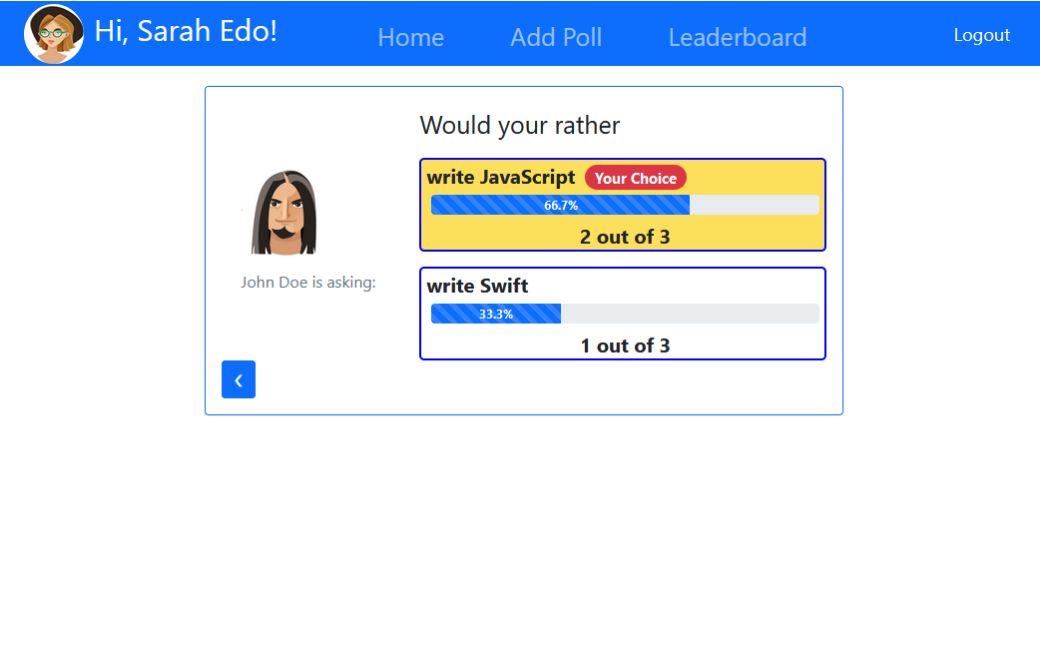 Hi, Sarah Edo!
Home
Add Poll
Leaderboard
Logout
Would your rather
write JavaScript Your Choice
66.7%
2 out of 3
John Doe is asking:
write Swift
33.3%
1 out of 3